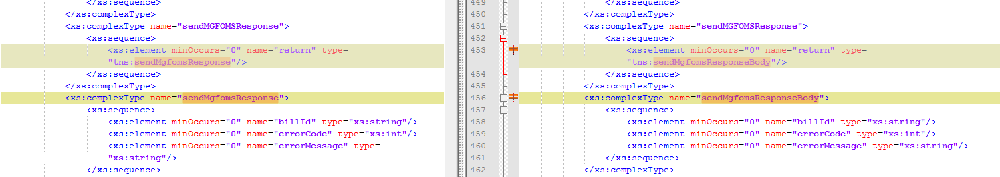 </xs:sequence>
</xs:complexType>
<xs:complexType name="sendMGFOMSResponse">
<xs:sequence>
<xs:element minOccurs="0" name="return" type=
"tns:sendMgfomsResponse"/>
</xs:sequence>
</xs:complexType>
<xs:complexType name="sendMgfomsResponse">
<xs:sequence>
<xs:element minOccurs="0" name="billId" type="xs:string"/>
<xs:element minOccurs="0" name="errorCode" type="xs:int"/>
<xs:element minOccurs="0" name="errorMessage" type=
"xs:string"/>
</xs:sequence>
449 </xs:sequence>
450 </xs:complexType>
451 <xs:complexType name="sendMGFOMSResponse">
452 <xs:sequence>
453 <xs:element minOccurs="0" name="return" type=
"tns:sendMgfomsResponseBody"/>
454 </xs:sequence>
455 </xs:complexType>
456 <xs:complexType name="sendMgfomsResponseBody">
457 <xs:sequence>
458 <xs:element minOccurs="0" name="billId" type="xs:string"/>
459 <xs:element minOccurs="0" name="errorCode" type="xs:int"/>
460 <xs:element minOccurs="0" name="errorMessage" type="xs:string"/>
461 </xs:sequence>
462 </xs:complexType>